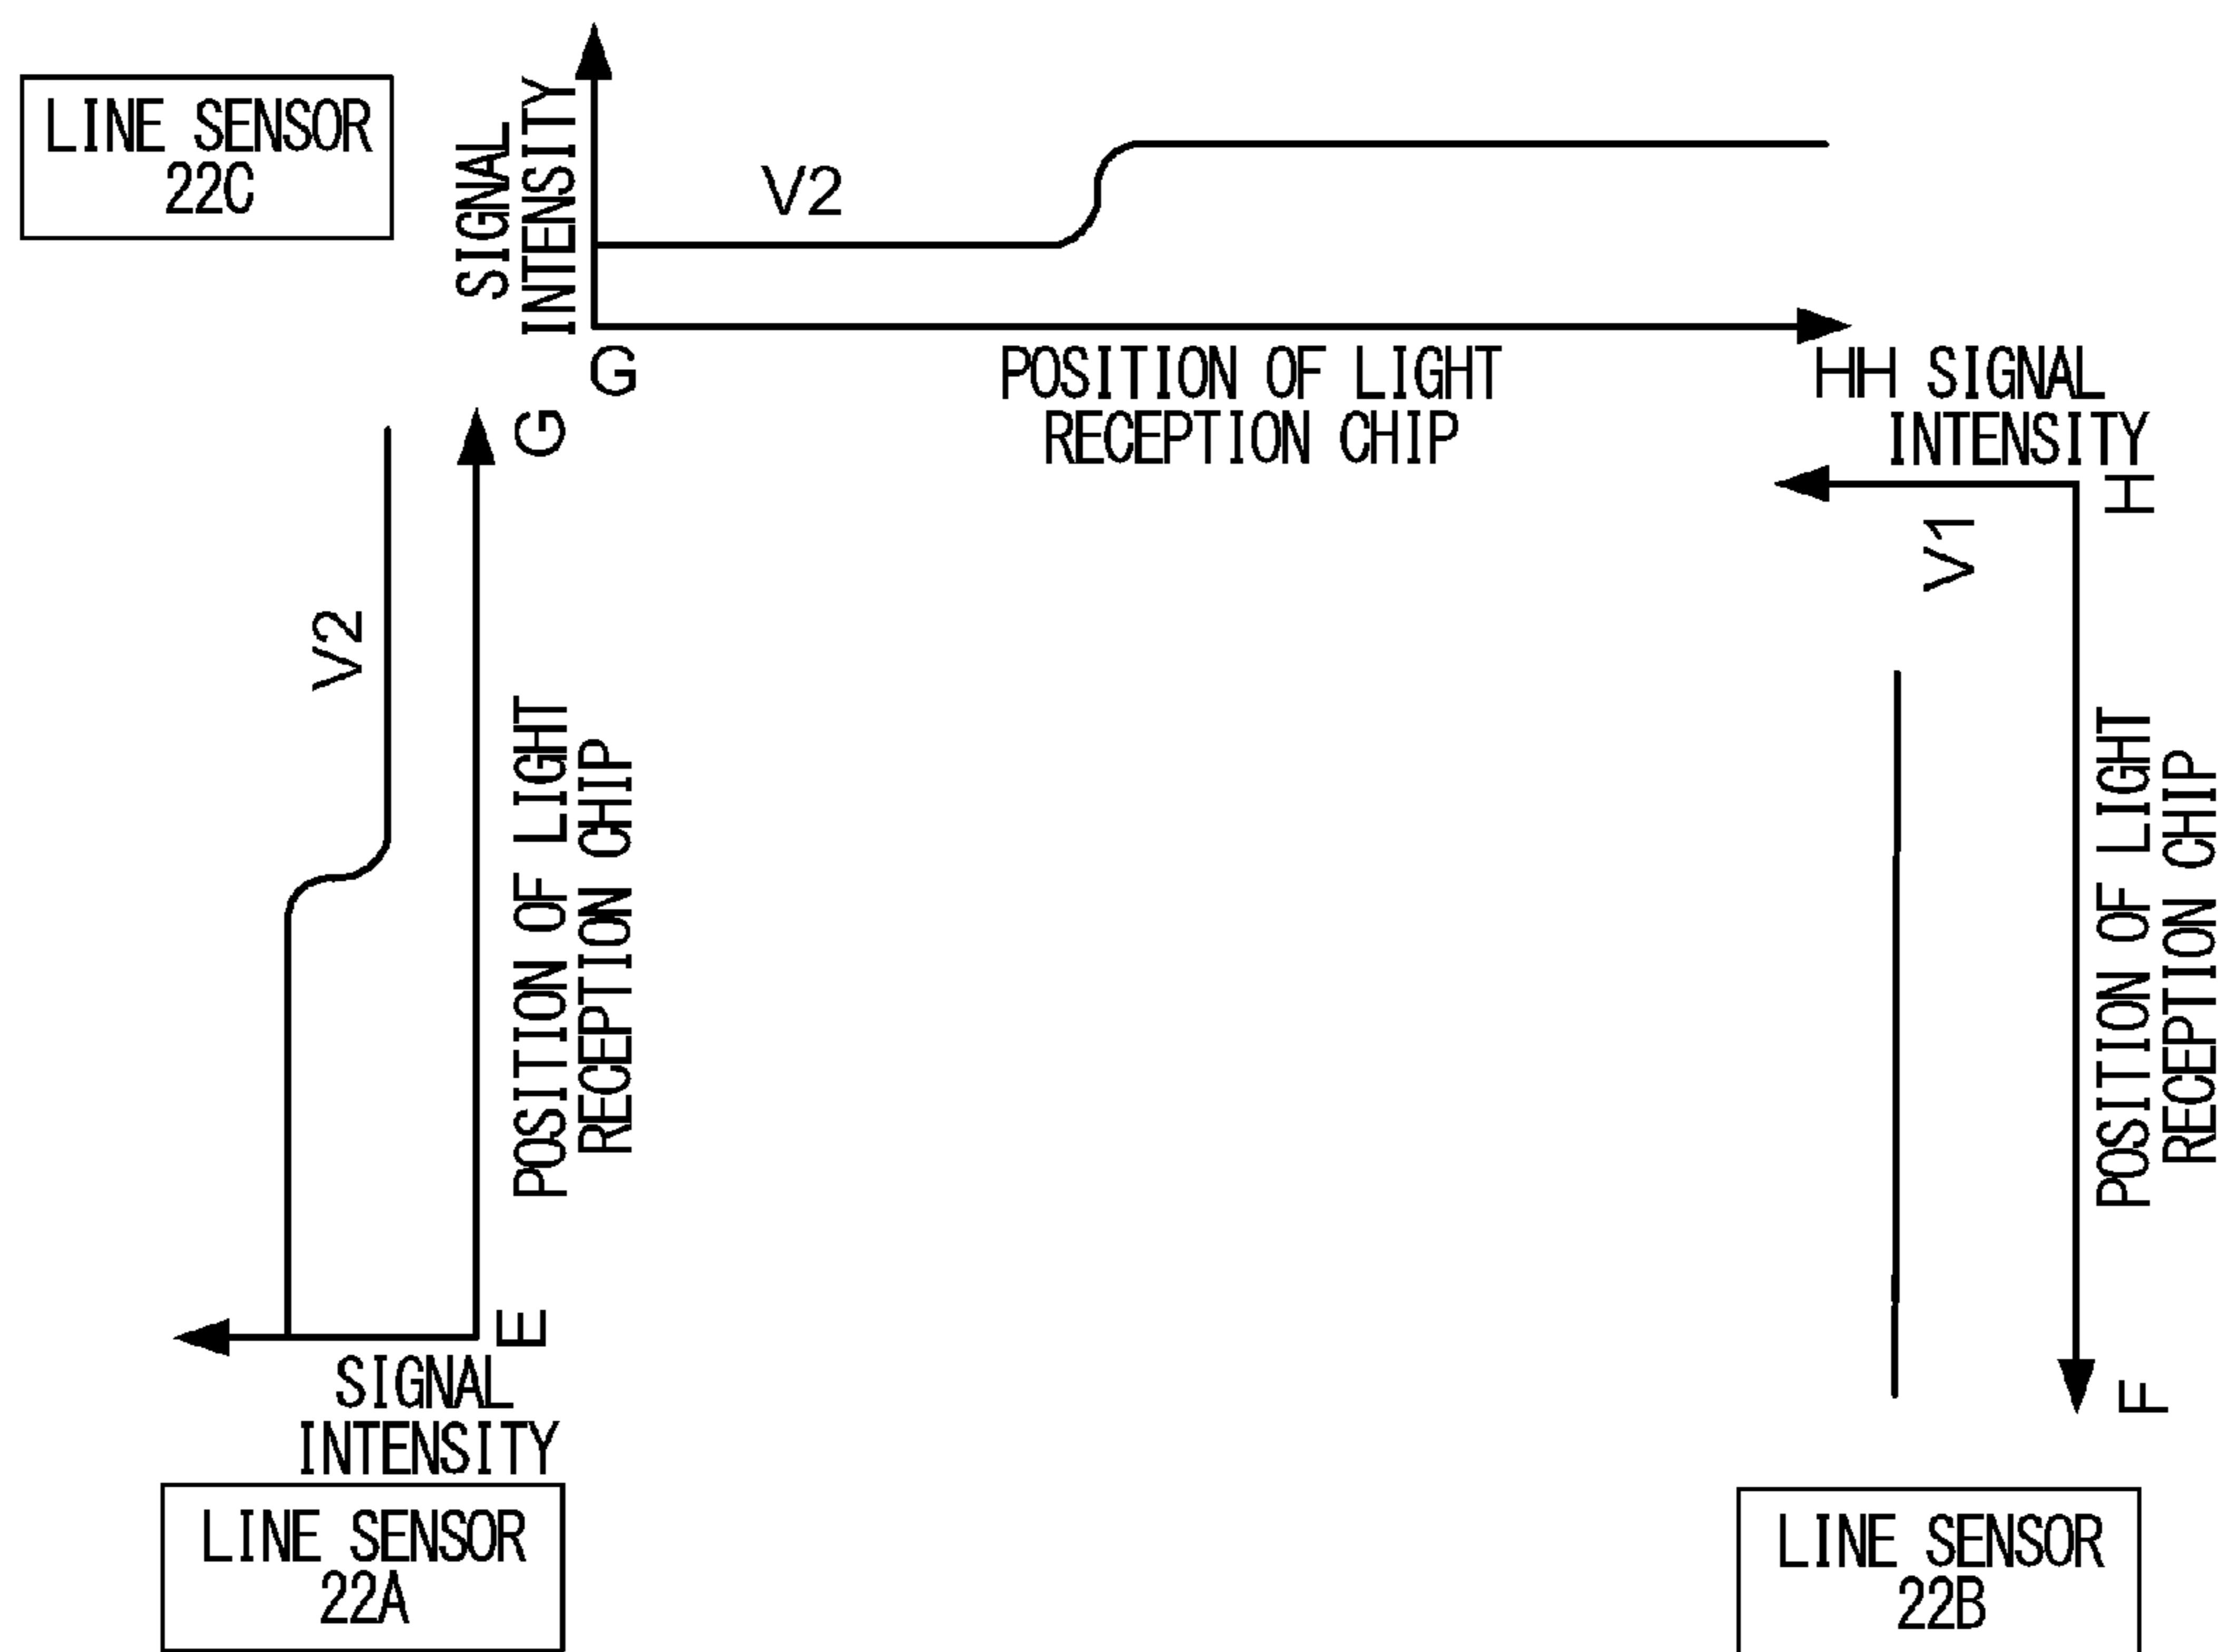 LINE SENSOR
22C
SIGNAL
INTENSITY
V2
G
POSITION OF LIGHT
RECEPTION CHIP
H
H
SIGNAL
INTENSITY
H
V1
POSITION OF LIGHT
RECEPTION CHIP
F
LINE SENSOR
22B
G
V2
POSITION OF LIGHT
RECEPTION CHIP
E
SIGNAL
INTENSITY
LINE SENSOR
22A